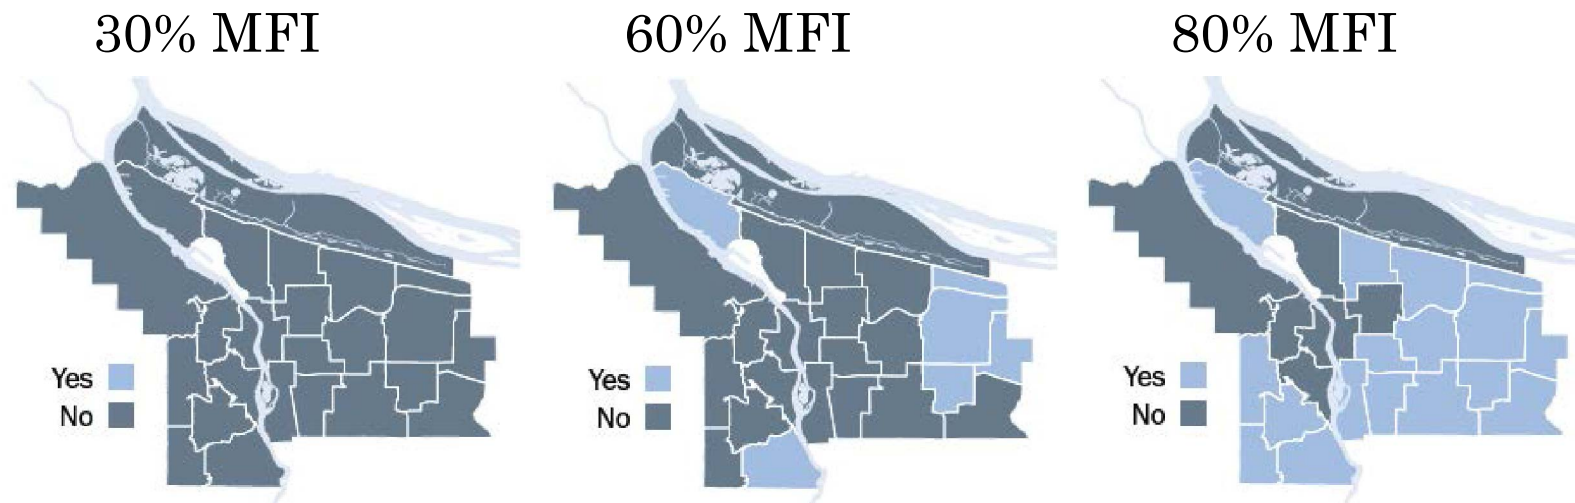 30% MFI
60% MFI
80% MFI
Yes
No
Yes
No
Yes
No